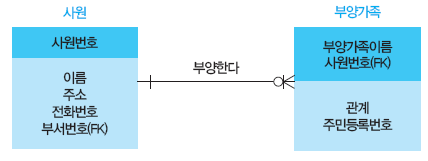 사원
사원번호
이름
주소
전화번호
부서번호(FK)
부양한다
부양가족
부양가족이름
사원번호(FK)
관계
주민등록번호